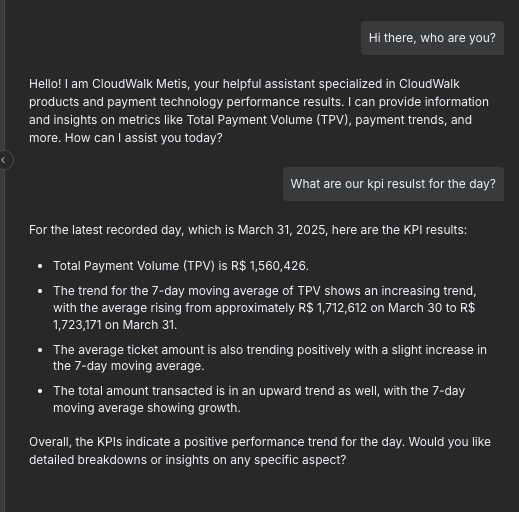 Hi there, who are you?
Hello! I am CloudWalk Metis, your helpful assistant specialized in CloudWalk
products and payment technology performance results. I can provide information
and insights on metrics like Total Payment Volume (TPV), payment trends, and
more. How can I assist you today?
What are our kpi resulst for the day?
For the latest recorded day, which is March 31, 2025, here are the KPI results:
• Total Payment Volume (TPV) is R$ 1,560,426.
• The trend for the 7-day moving average of TPV shows an increasing trend,
with the average rising from approximately R$ 1,712,612 on March 30 to R$
1,723,171 on March 31.
• The average ticket amount is also trending positively with a slight increase in
the 7-day moving average.
• The total amount transacted is in an upward trend as well, with the 7-day
moving average showing growth.
Overall, the KPIs indicate a positive performance trend for the day. Would you like
detailed breakdowns or insights on any specific aspect?